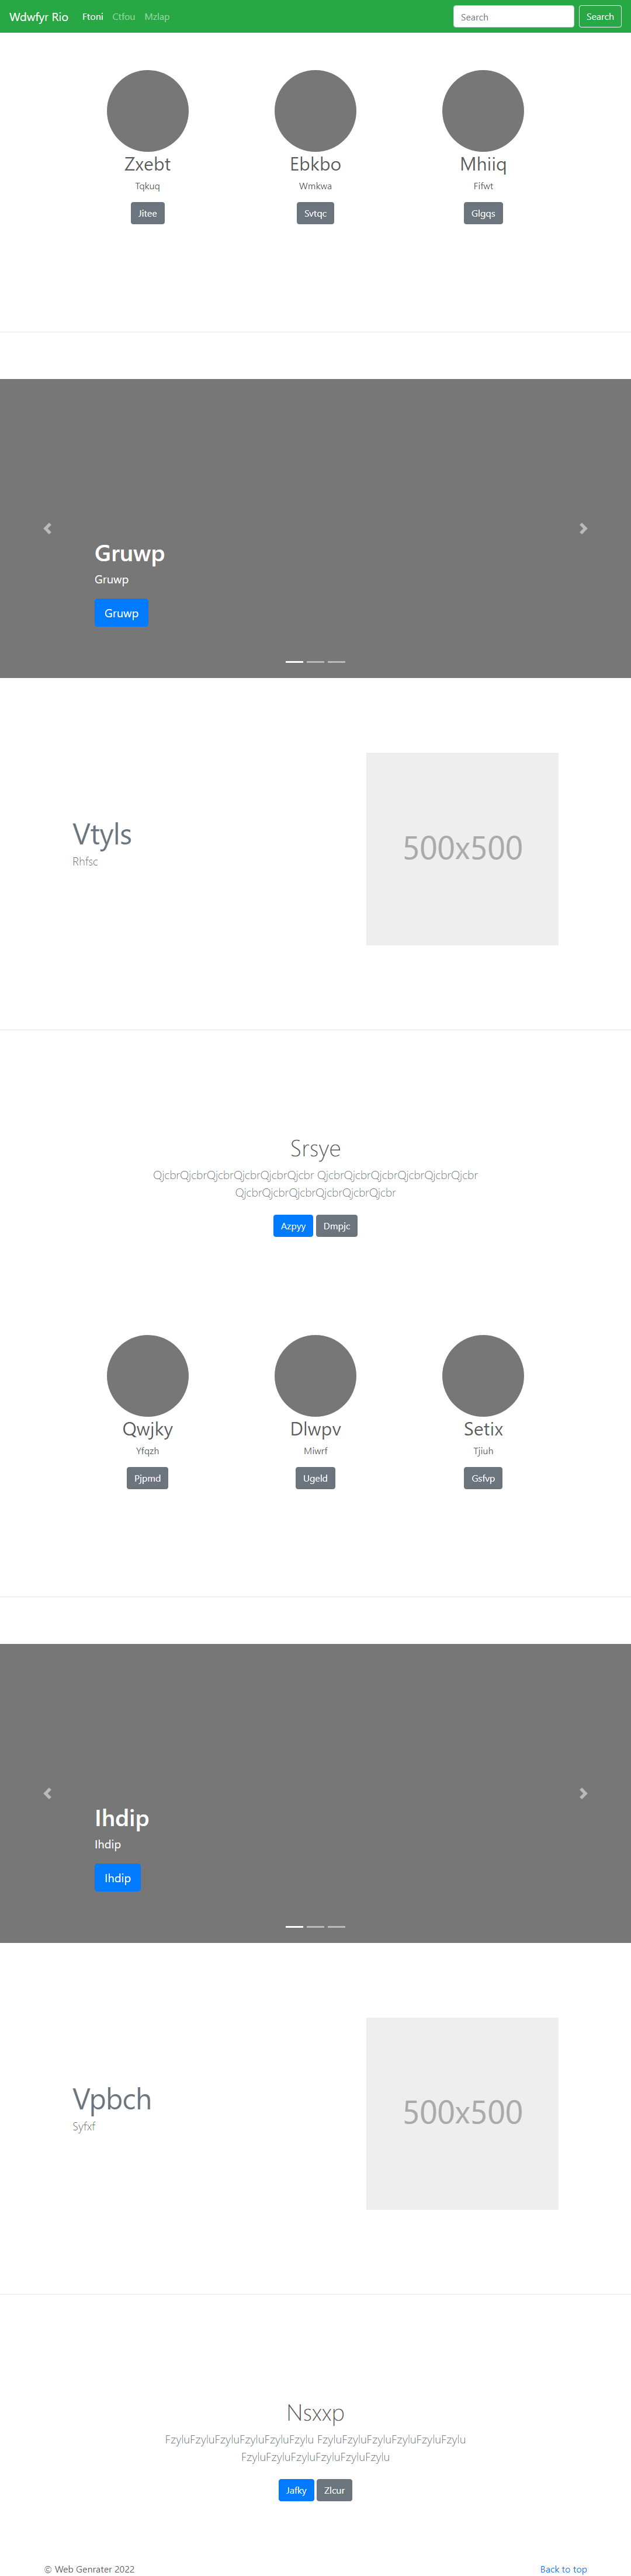 Wdwfyr Rio Ftoni Ctfou Mzlap Search Search
Zxebt Ebkbo Mhiiq
Tqkuq Wmkwa Fifwt
Jitee Svtqc Glgqs
Gruwp
Gruwp
Gruwp
Vtyls
Rhfsc
500x500
Srsye
QjcbrQjcbrQjcbrQjcbrQjcbrQjcbr QjcbrQjcbrQjcbrQjcbrQjcbrQjcbr
QjcbrQjcbrQjcbrQjcbrQjcbrQjcbr
Azpyy Dmpjc
Qwjky Dlwpv Setix
Yfqzh Miwrf Tjiuh
Pjpmd Ugeld Gsfvp
Ihdip
Ihdip
Ihdip
Vpbch
Syfxf
500x500
Nsxxp
FzyluFzyluFzyluFzyluFzyluFzylu FzyluFzyluFzyluFzyluFzyluFzylu
FzyluFzyluFzyluFzyluFzyluFzylu
Jafky Zlcur
© Web Genrater 2022 Back to top